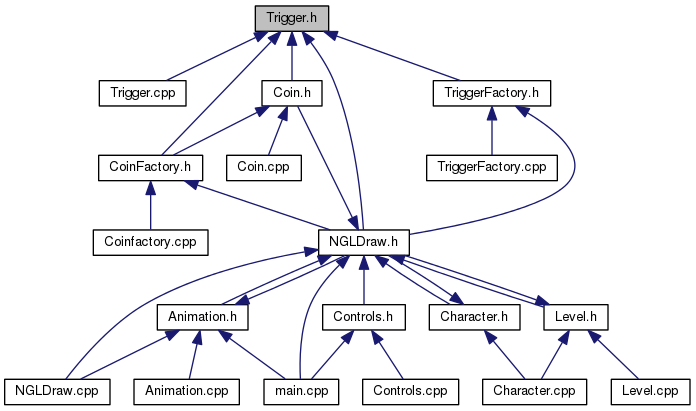 Trigger.h
Trigger.cpp
Coin.h
TriggerFactory.h
CoinFactory.h
Coin.cpp
TriggerFactory.cpp
Coinfactory.cpp
NGLDraw.h
Animation.h
Controls.h
Character.h
Level.h
NGLDraw.cpp
Animation.cpp
main.cpp
Controls.cpp
Character.cpp
Level.cpp